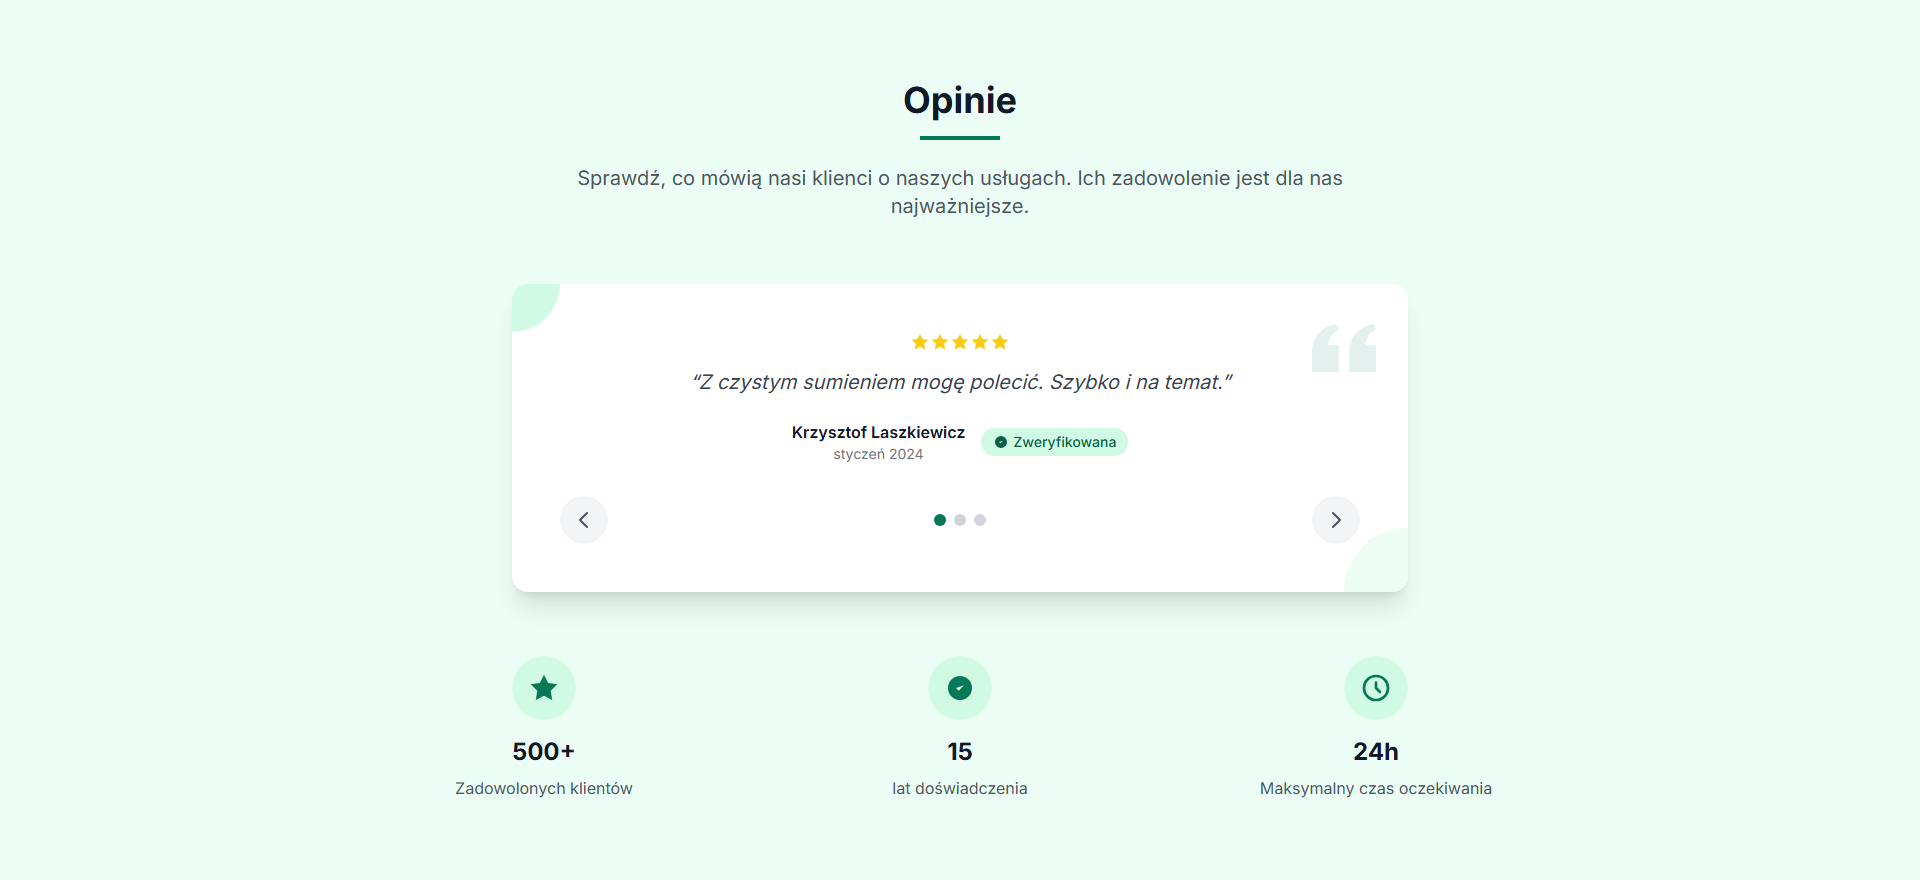 Opinie
Sprawdź, co mówią nasi klienci o naszych usługach. Ich zadowolenie jest dla nas
najważniejsze.
“Z czystym sumieniem mogę polecić. Szybko i na temat.”
Krzysztof Laszkiewicz
styczeń 2024
Zweryfikowana
500+
Zadowolonych klientów
15
lat doświadczenia
24h
Maksymalny czas oczekiwania